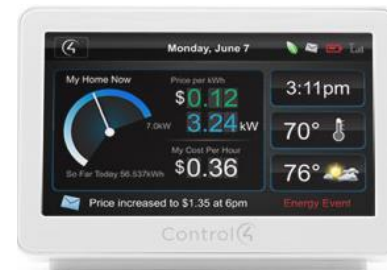 Monday, June 7
My Home Now
Price per kWh
$0.12
7.0kW
3.24 kW
My Cost Per Hour
$0.36
So Far Today 56.537kWh
3:11pm
70°
76°
Price increased to $1.35 at 6pm
Energy Event
Control4